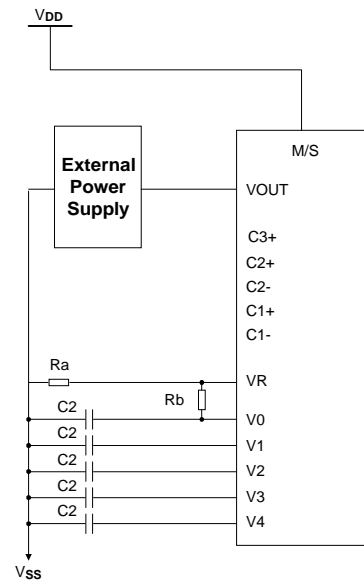 VDD
M/S
External
Power
Supply
VOUT
C3+
C2+
C2-
C1+
C1-
Ra
VR
Rb
C2
V0
C2
V1
C2
V2
C2
V3
C2
V4
VSS